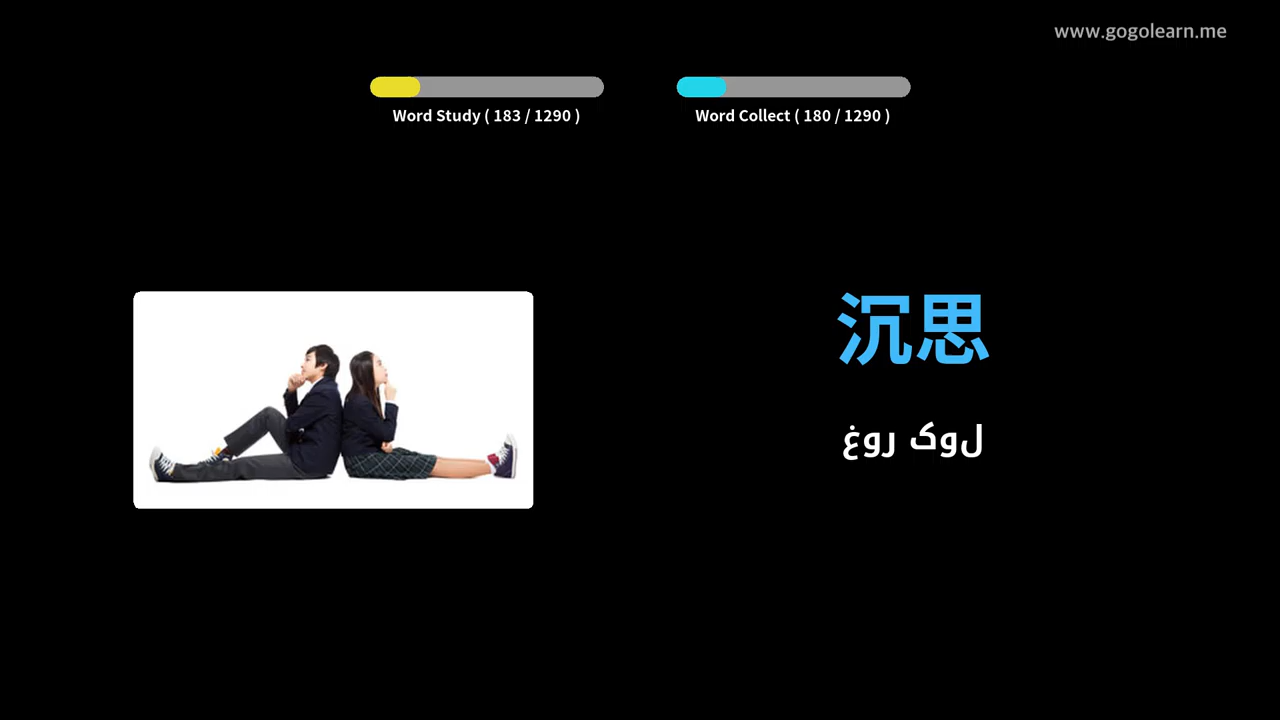 www.gogolearn.me
Word Study ( 183 / 1290 )
Word Collect ( 180 / 1290 )
沉思
لوک روغ